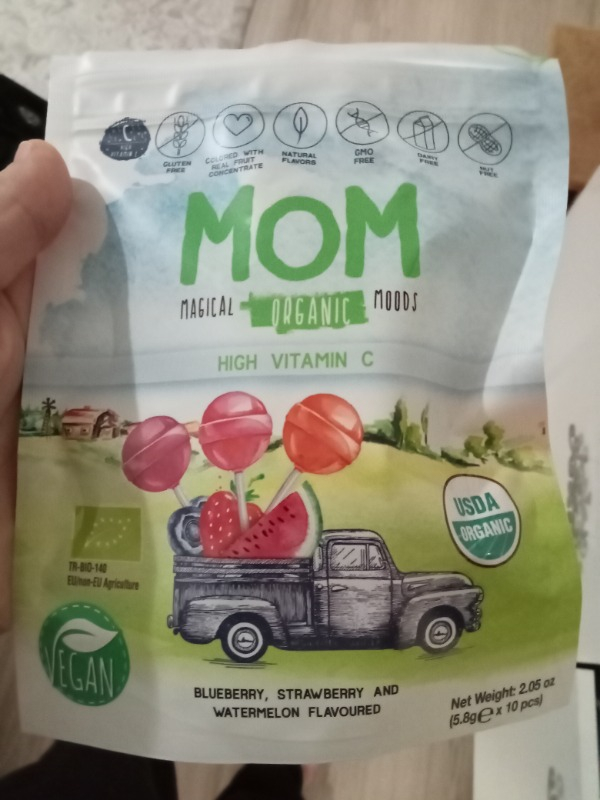 C
HIGH
VITAMIN C
GLUTEN
FREE
COLORED WITH
REAL FRUIT
CONCENTRATE
NATURAL
FLAVORS
GMO
FREE
DAIRY
FREE
NUT
FREE
MOM
MAGICAL ORGANIC MOODS
HIGH VITAMIN C
USDA
ORGANIC
TR-BIO-140
EU/non-EU Agriculture
VEGAN
BLUEBERRY, STRAWBERRY AND
WATERMELON FLAVOURED
Net Weight: 2.05 oz
(5.8g℮ x 10 pcs)